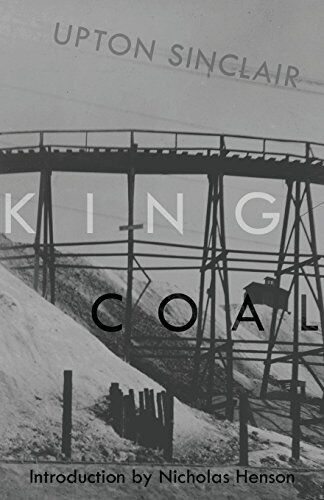 UPTON SINCLAIR
KING
COAL
Introduction by Nicholas Henson